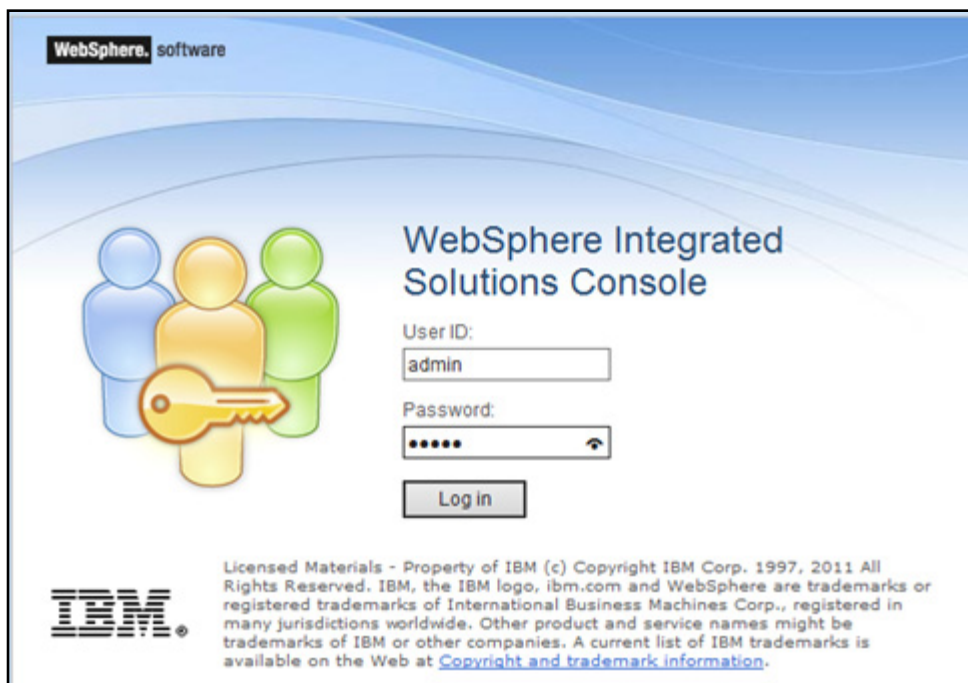 WebSphere. software
WebSphere Integrated
Solutions Console
User ID:
admin
Password:
•••••
Log in
Licensed Materials - Property of IBM (c) Copyright IBM Corp. 1997, 2011 All
Rights Reserved. IBM, the IBM logo, ibm.com and WebSphere are trademarks or
registered trademarks of International Business Machines Corp., registered in
many jurisdictions worldwide. Other product and service names might be
trademarks of IBM or other companies. A current list of IBM trademarks is
available on the Web at Copyright and trademark information.
IBM.